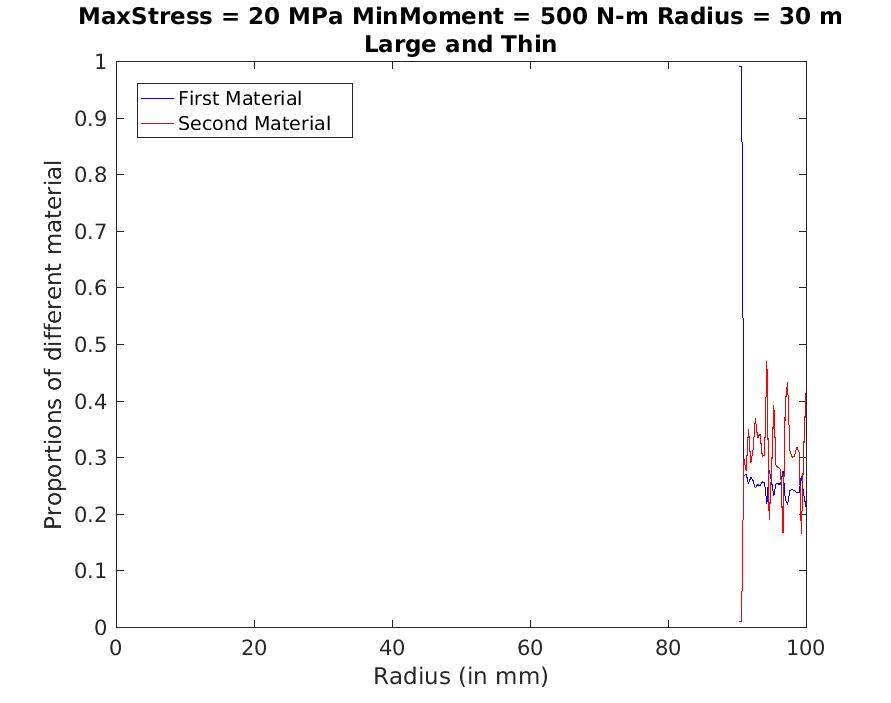 MaxStress = 20 MPa MinMoment = 500 N-m Radius = 30 m
Large and Thin
1
First Material
0.9
Second Material
0.8
0.7
0.6
0.5
0.4
0.3
0.2
0.1
0
Proportions of different material
0 20 40 60 80 100
Radius (in mm)